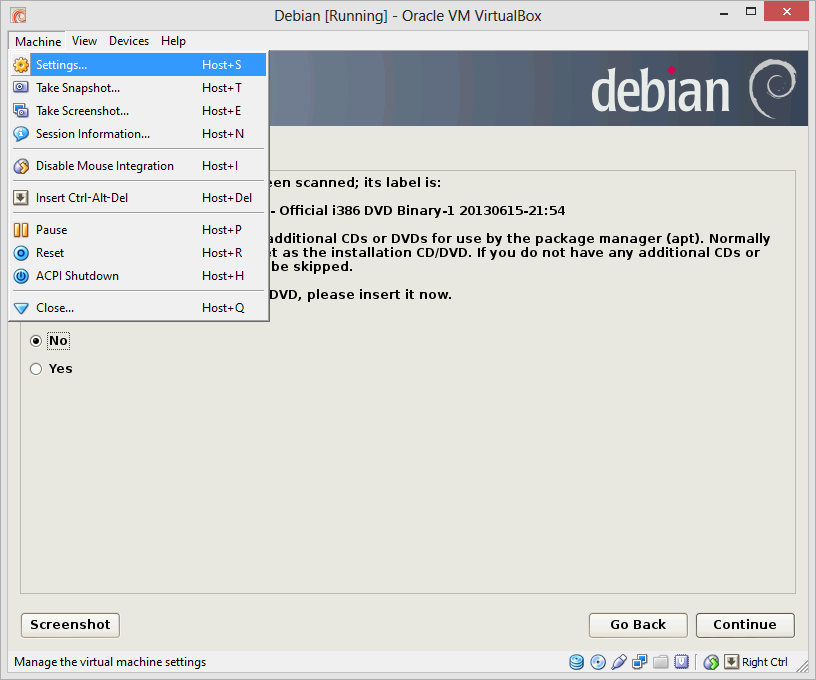 Debian [Running] - Oracle VM VirtualBox
Machine View Devices Help
Settings... Host+S
Take Snapshot... Host+T
Take Screenshot... Host+E
Session Information... Host+N
Disable Mouse Integration Host+I
Insert Ctrl-Alt-Del Host+Del
Pause Host+P
Reset Host+R
ACPI Shutdown Host+H
Close... Host+Q
debian
een scanned; its label is:
- Official i386 DVD Binary-1 20130615-21:54
additional CDs or DVDs for use by the package manager (apt). Normally
t as the installation CD/DVD. If you do not have any additional CDs or
be skipped.
DVD, please insert it now.
No
Yes
Screenshot Go Back Continue
Manage the virtual machine settings Right Ctrl